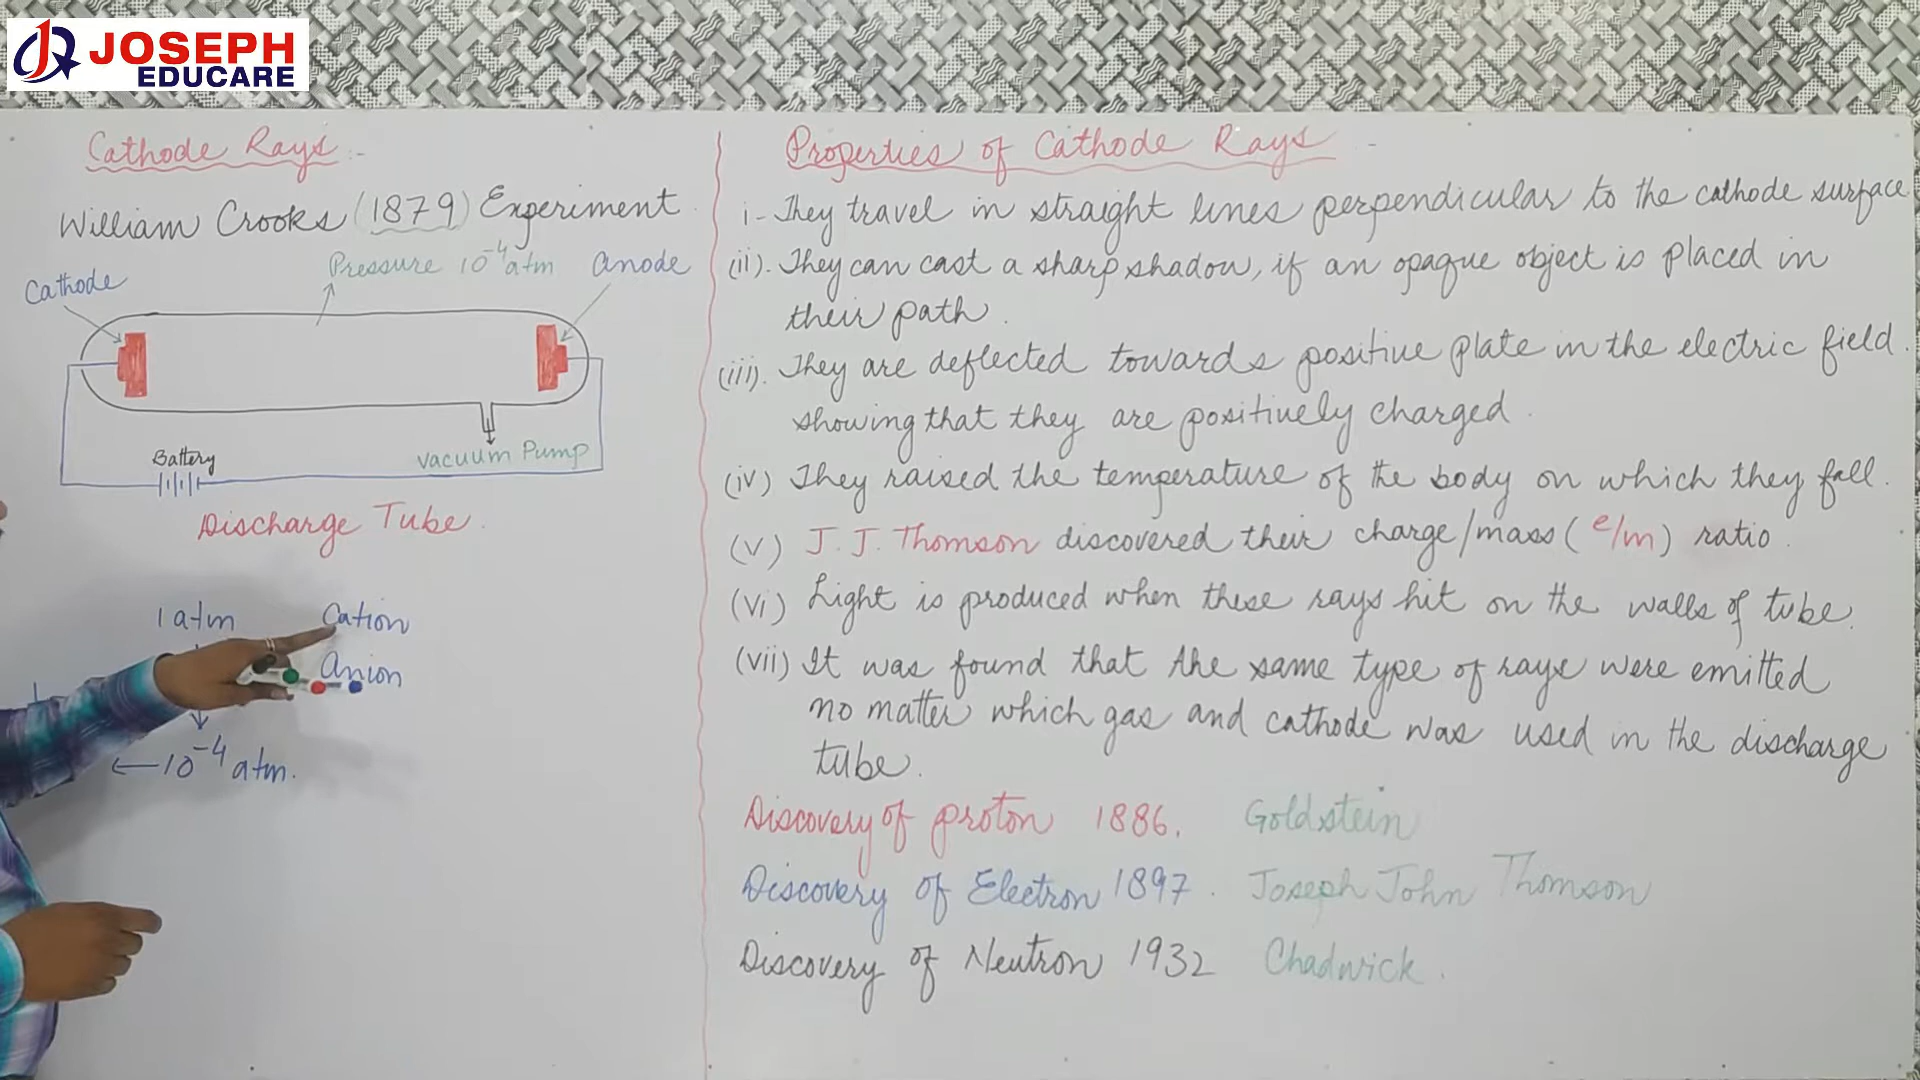 JOSEPH
EDUCARE
Cathode Rays :-
William Crooks (1879) Experiment.
Pressure 10⁻⁴ atm
Anode
Cathode
Battery
Vacuum Pump
Discharge Tube.
1 atm
Cation
Anion
←10⁻⁴ atm.
Properties of Cathode Rays :-
i- They travel in straight lines perpendicular to the cathode surface
(ii). They can cast a sharp shadow, if an opaque object is placed in
their path.
(iii). They are deflected towards positive plate in the electric field.
showing that they are positively charged.
(iv) They raised the temperature of the body on which they fall.
(v) J. J. Thomson discovered their charge/mass (e/m) ratio.
(vi) Light is produced when these rays hit on the walls of tube.
(vii) It was found that the same type of rays were emitted
no matter which gas and cathode was used in the discharge
tube.
Discovery of proton 1886. Goldstein
Discovery of Electron 1897. Joseph John Thomson
Discovery of Neutron 1932 Chadwick.